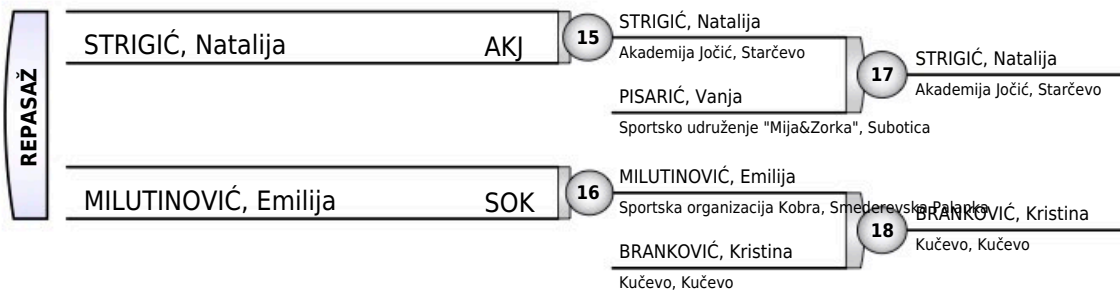 REPASAŽ
STRIGIĆ, Natalija AKJ
15
STRIGIĆ, Natalija
Akademija Jočić, Starčevo
PISARIĆ, Vanja
Sportsko udruženje "Mija&Zorka", Subotica
17
STRIGIĆ, Natalija
Akademija Jočić, Starčevo
MILUTINOVIĆ, Emilija SOK
16
MILUTINOVIĆ, Emilija
Sportska organizacija Kobra, Smederevska Palanka
BRANKOVIĆ, Kristina
Kučevo, Kučevo
18
BRANKOVIĆ, Kristina
Kučevo, Kučevo